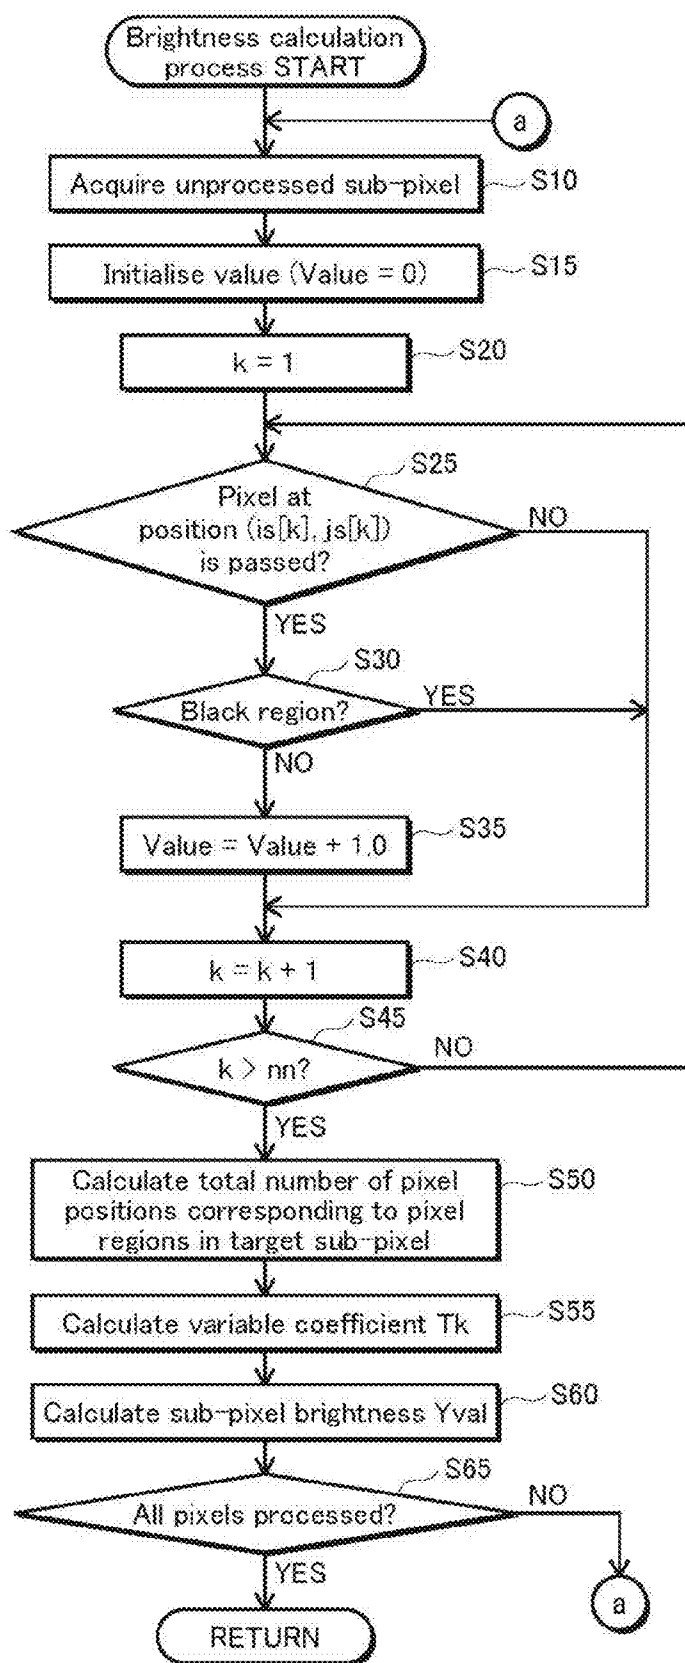 Brightness calculation
process START
a
Acquire unprocessed sub-pixel
S10
Initialise value (Value = 0)
S15
k = 1
S20
S25
Pixel at
position (is[k], js[k])
is passed?
NO
YES
S30
Black region?
YES
NO
Value = Value + 1.0
S35
k = k + 1
S40
S45
k > nn?
NO
YES
Calculate total number of pixel
positions corresponding to pixel
regions in target sub-pixel
S50
Calculate variable coefficient Tk
S55
Calculate sub-pixel brightness Yval
S60
S65
All pixels processed?
NO
YES
a
RETURN